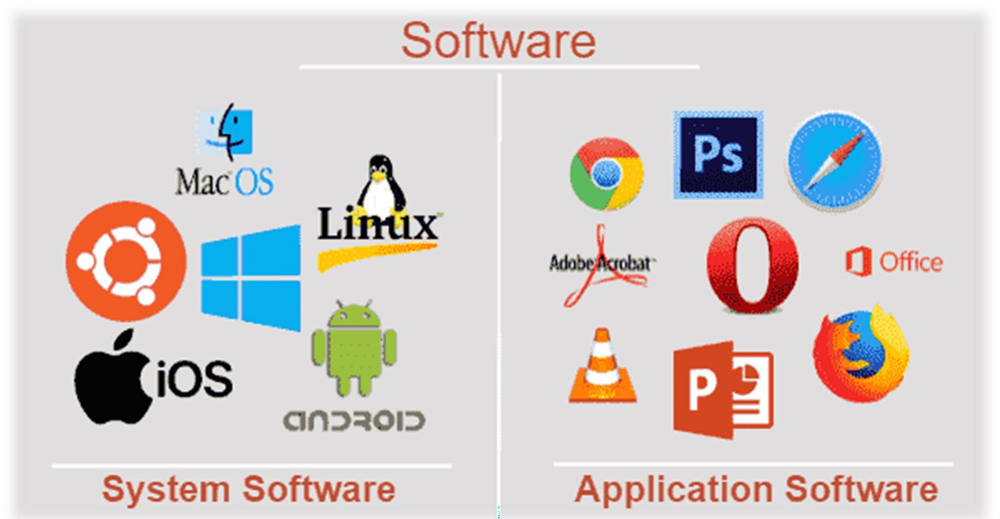 Software
Mac OS
Linux
iOS
ANDROID
System Software
Ps
Adobe Acrobat
O
Office
P
Application Software